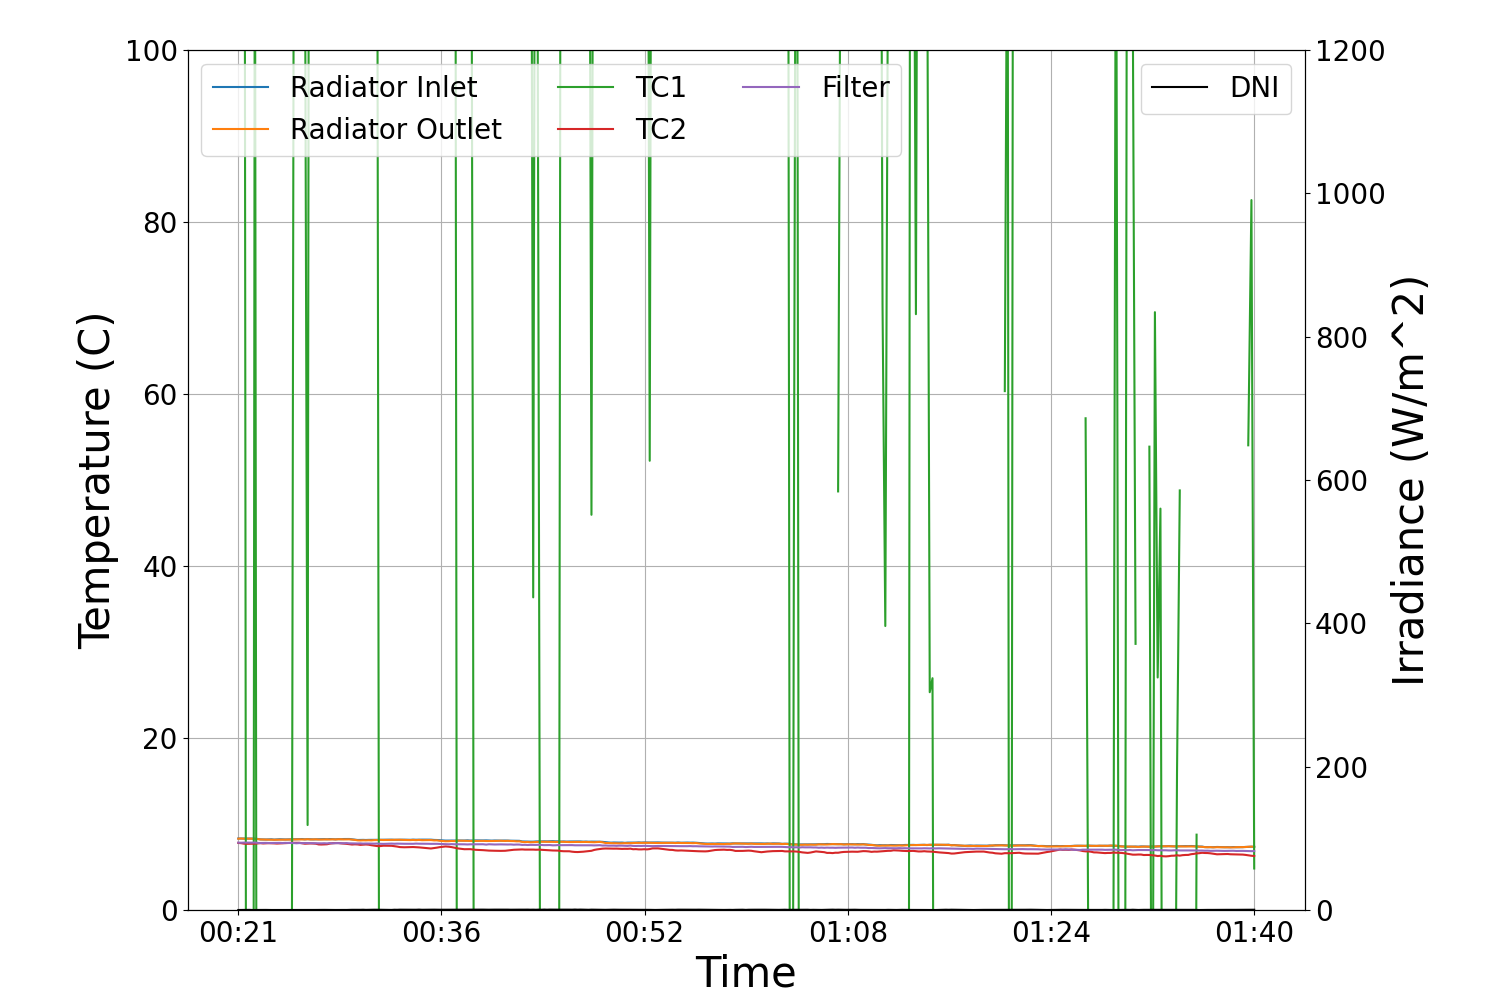 100
80
60
40
20
0
Temperature (C)
Radiator Inlet
Radiator Outlet
TC1
TC2
Filter
DNI
1200
1000
800
600
400
200
0
Irradiance (W/m^2)
00:21 00:36 00:52 01:08 01:24 01:40
Time